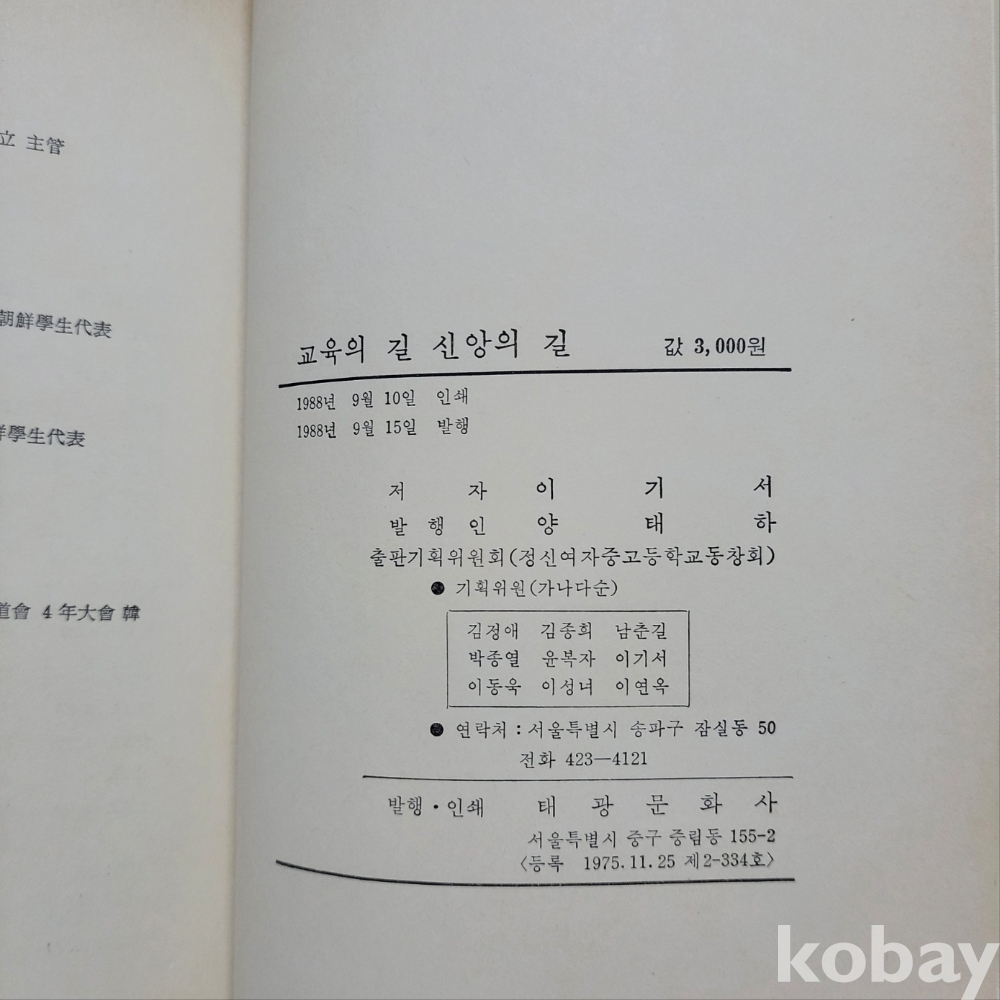 立 主管
朝鮮學生代表
學生代表
道會 4年大會 韓
교육의 길 신앙의 길 값 3,000원
1988년 9월 10일 인쇄
1988년 9월 15일 발행
저 자 이 기 서
발 행 인 양 태 하
출판기획위원회(정신여자중고등학교동창회)
● 기획위원(가나다순)
김정애 김종희 남춘길
박종열 윤복자 이기서
이동욱 이성녀 이연옥
● 연락처 : 서울특별시 송파구 잠실동 50
전화 423—4121
발행・인쇄 태 광 문 화 사
서울특별시 중구 중림동 155-2
〈등록 1975.11.25 제2-334호〉
kobay